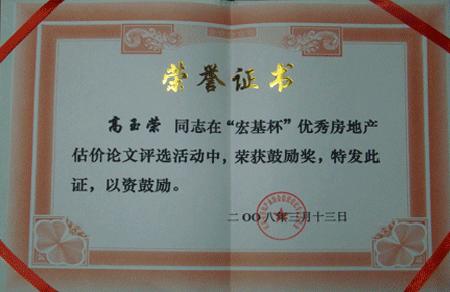 荣誉证书
高玉荣 同志在“宏基杯”优秀房地产
估价论文评选活动中，荣获鼓励奖，特发此
证，以资鼓励。
二OO八年三月十三日